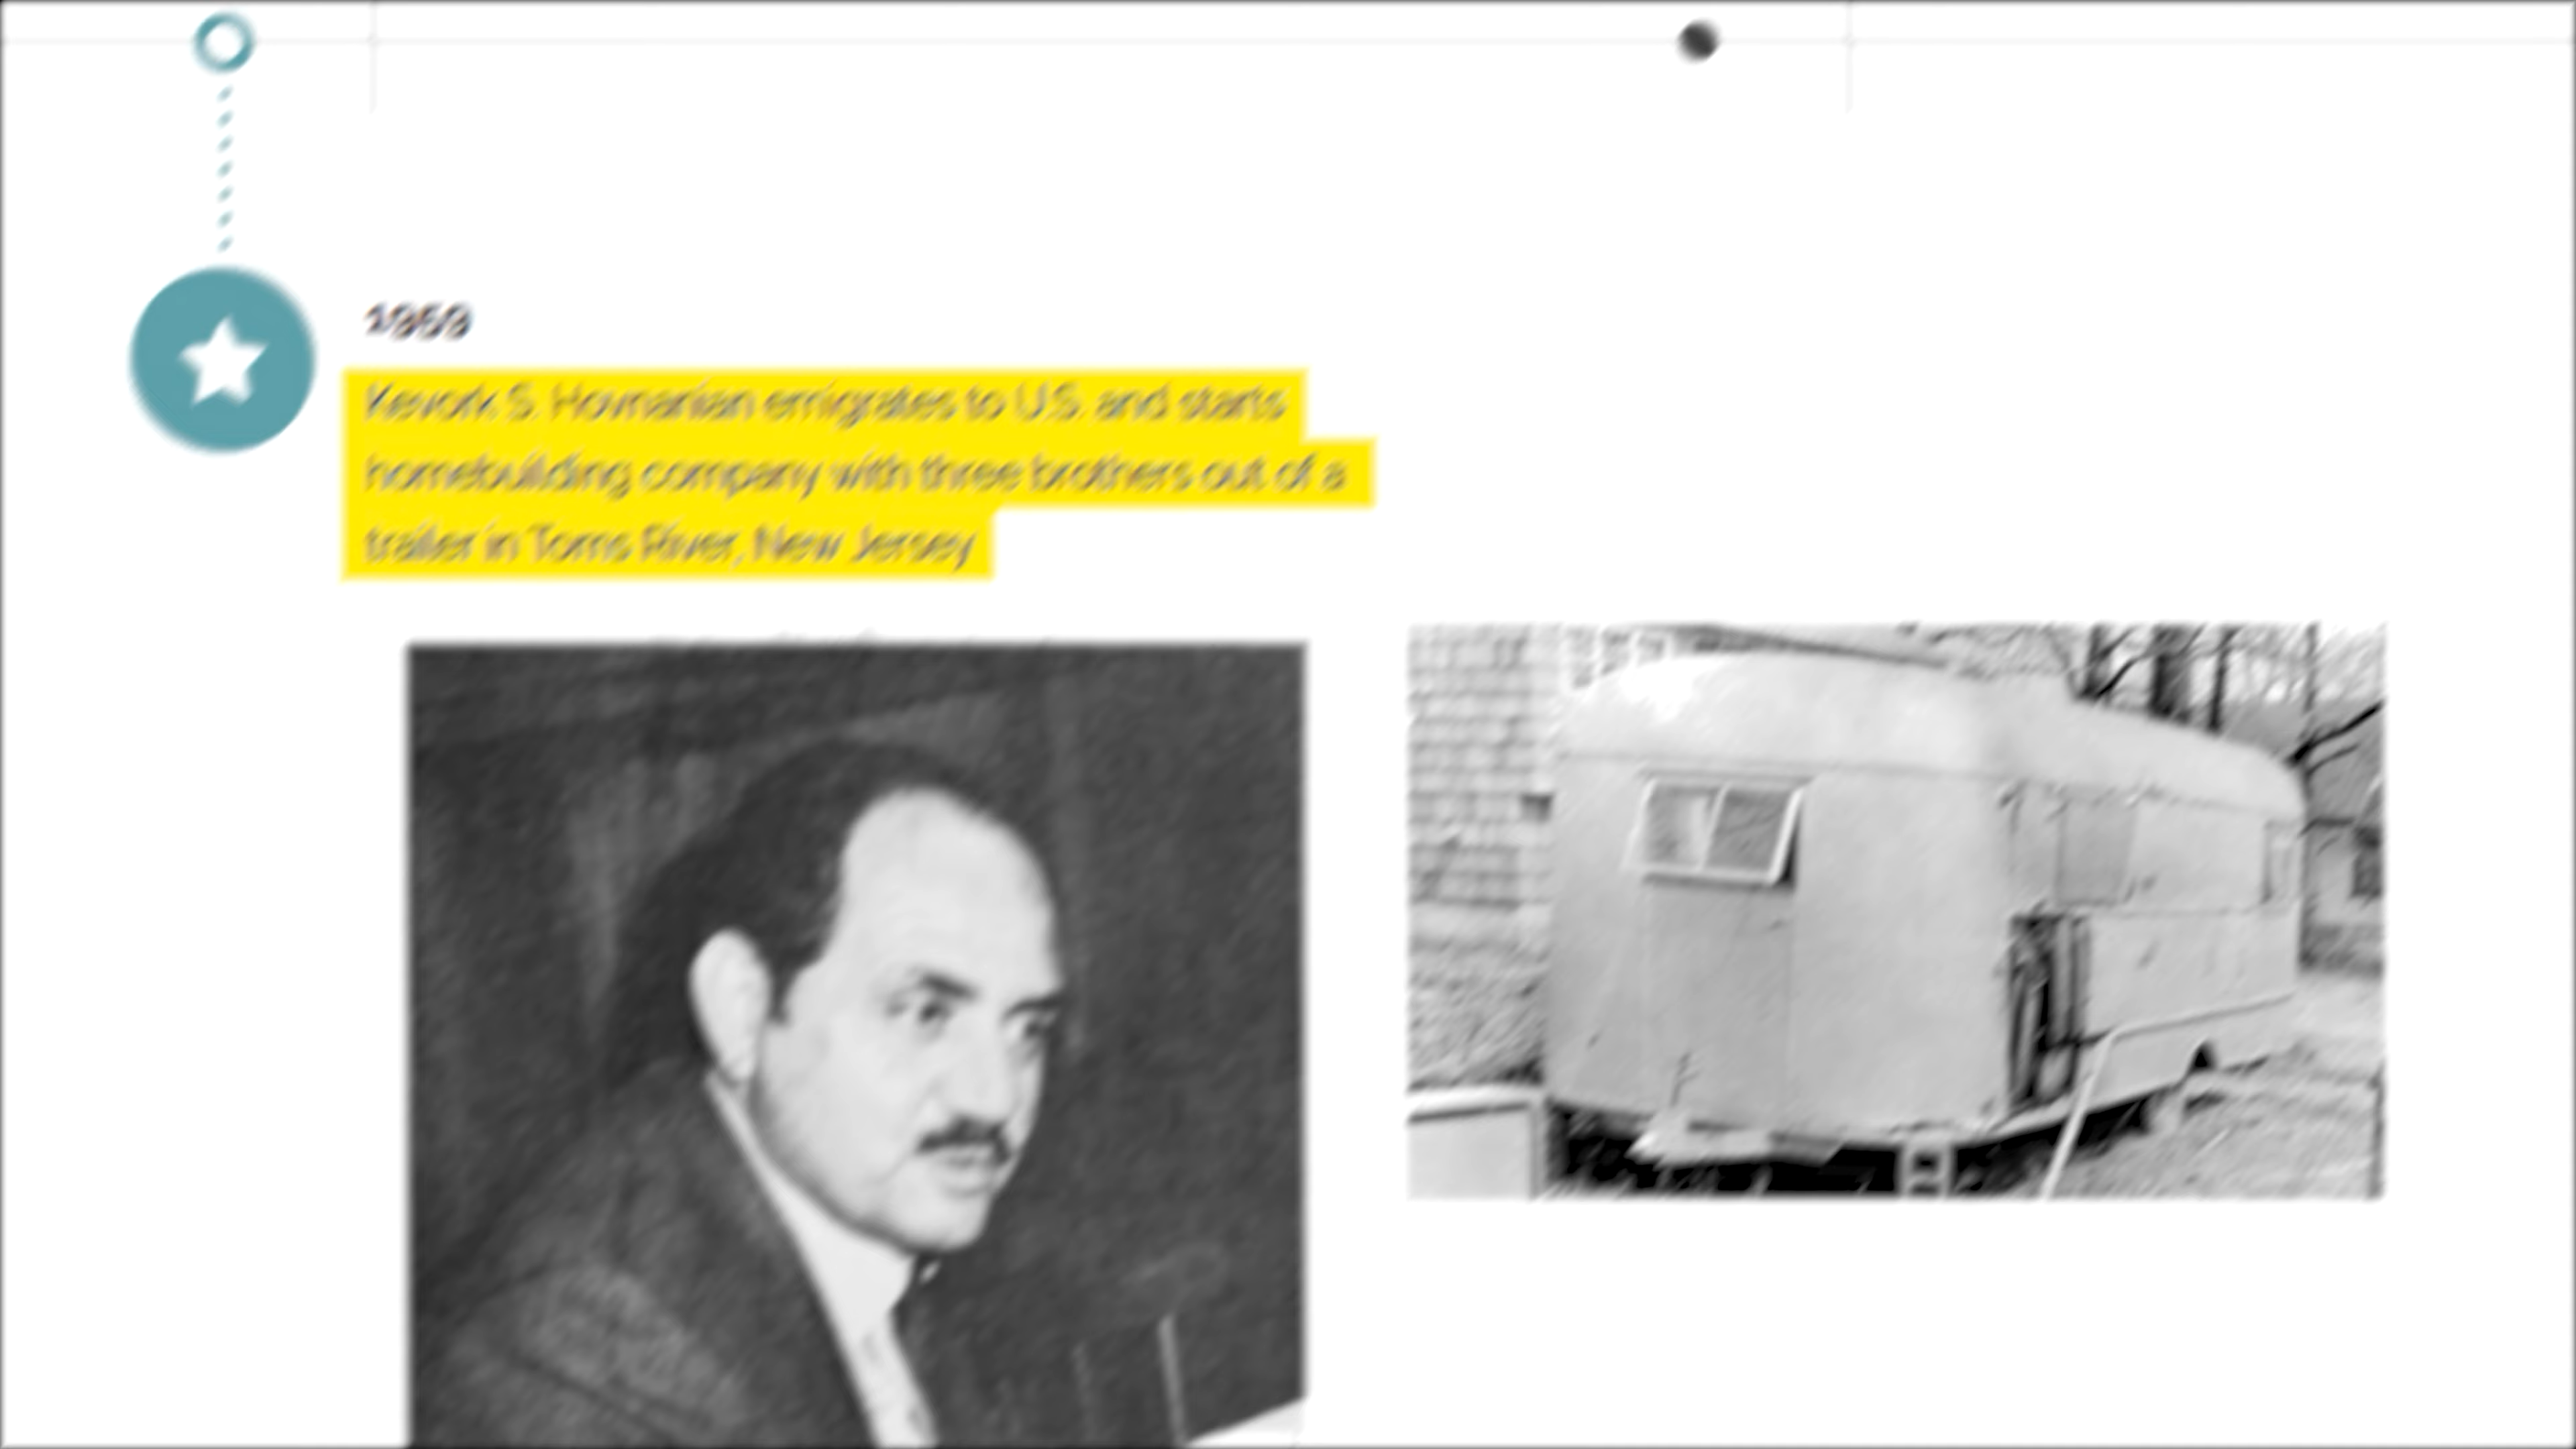 1959
Kevork S. Hovnanian emigrates to U.S. and starts
homebuilding company with three brothers out of a
trailer in Toms River, New Jersey